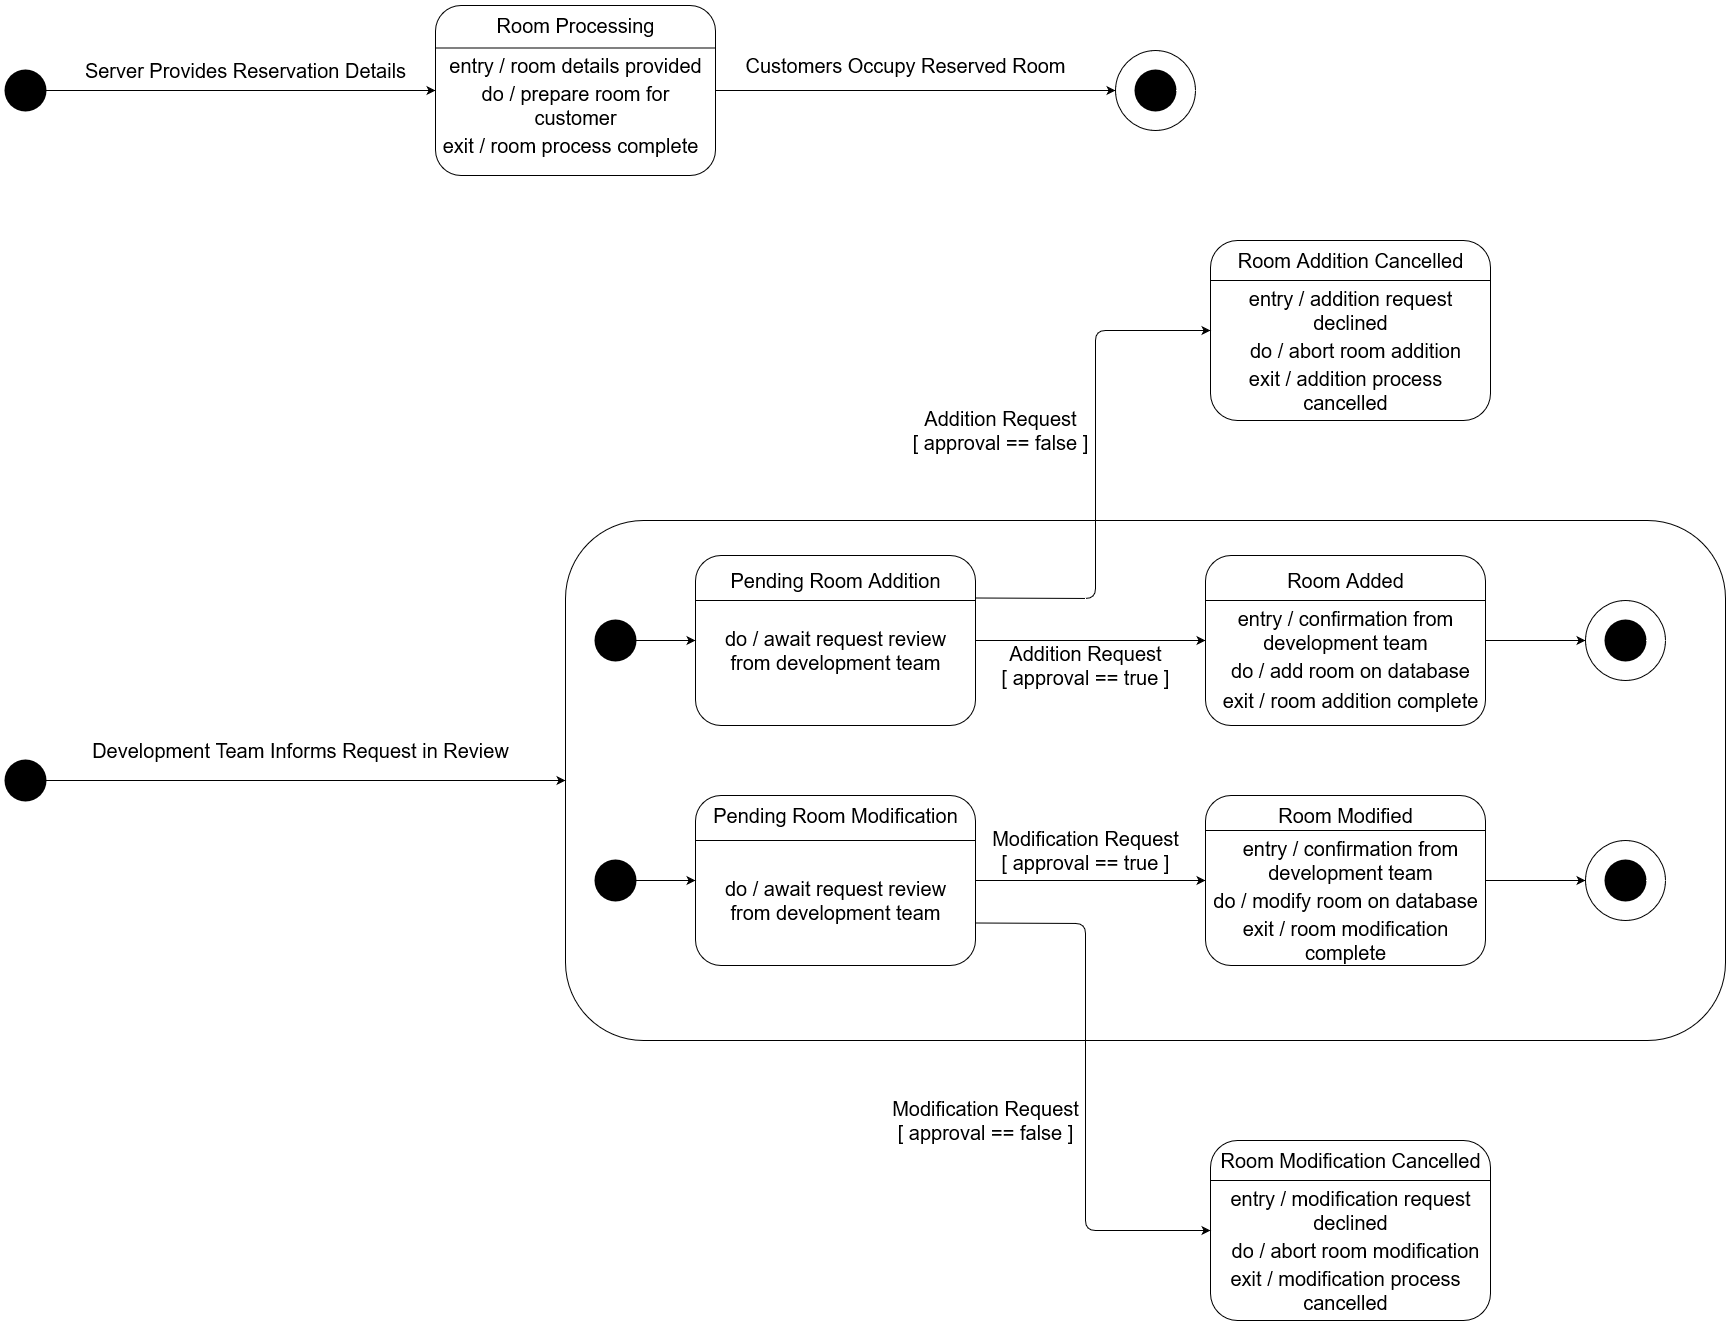 Room Processing
Server Provides Reservation Details
entry / room details provided
do / prepare room for
customer
exit / room process complete
Customers Occupy Reserved Room
Room Addition Cancelled
entry / addition request
declined
do / abort room addition
exit / addition process
cancelled
Addition Request
[ approval == false ]
Pending Room Addition
do / await request review
from development team
Addition Request
[ approval == true ]
Room Added
entry / confirmation from
development team
do / add room on database
exit / room addition complete
Development Team Informs Request in Review
Pending Room Modification
do / await request review
from development team
Modification Request
[ approval == true ]
Room Modified
entry / confirmation from
development team
do / modify room on database
exit / room modification
complete
Modification Request
[ approval == false ]
Room Modification Cancelled
entry / modification request
declined
do / abort room modification
exit / modification process
cancelled